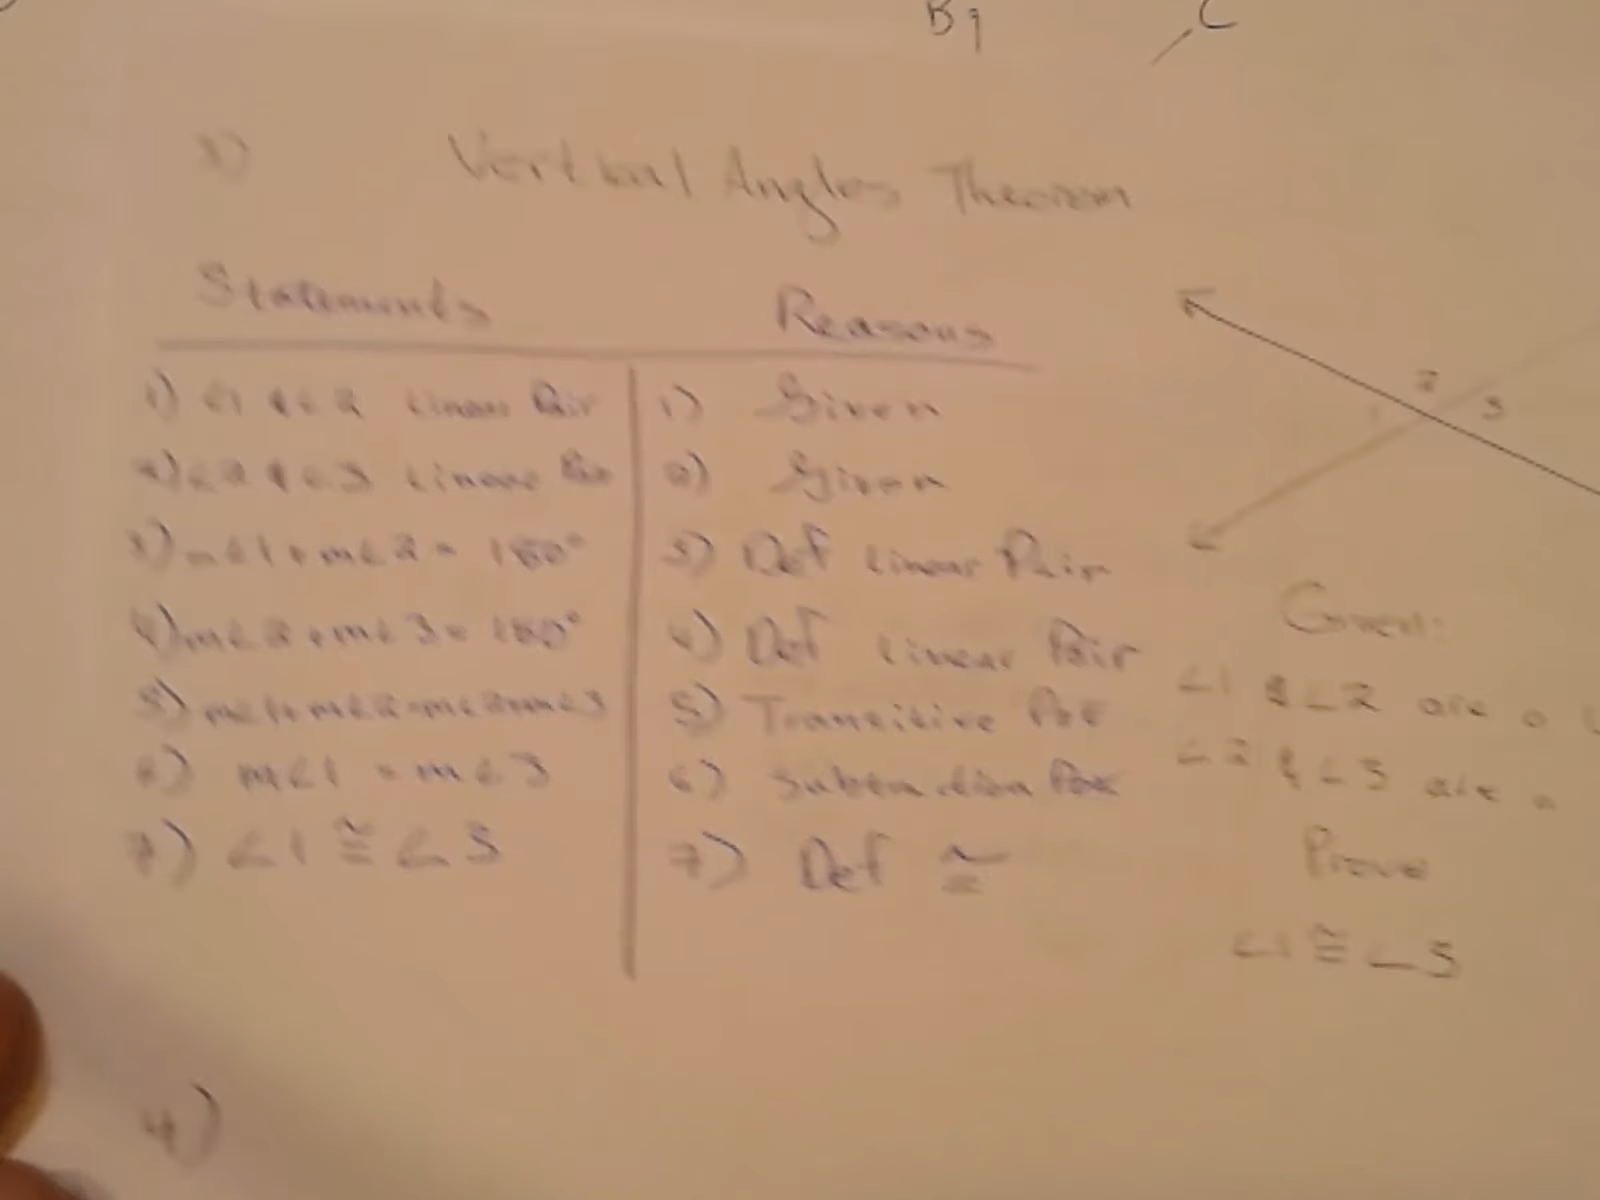 B
C
3)
Vertical Angles Theorem
Statements
Reasons
1) ∠1 & ∠2 Linear Pair
1) Given
2) ∠2 & ∠3 Linear Pair
2) Given
3) m∠1 + m∠2 = 180°
3) Def Linear Pair
4) m∠2 + m∠3 = 180°
4) Def Linear Pair
5) m∠1 + m∠2 = m∠2 + m∠3
5) Transitive PoE
6) m∠1 = m∠3
6) Subtraction PoE
7) ∠1 ≅ ∠3
7) Def ≅
1
2
3
Given:
∠1 & ∠2 are a
∠2 & ∠3 are a
Prove
∠1 ≅ ∠3
4)